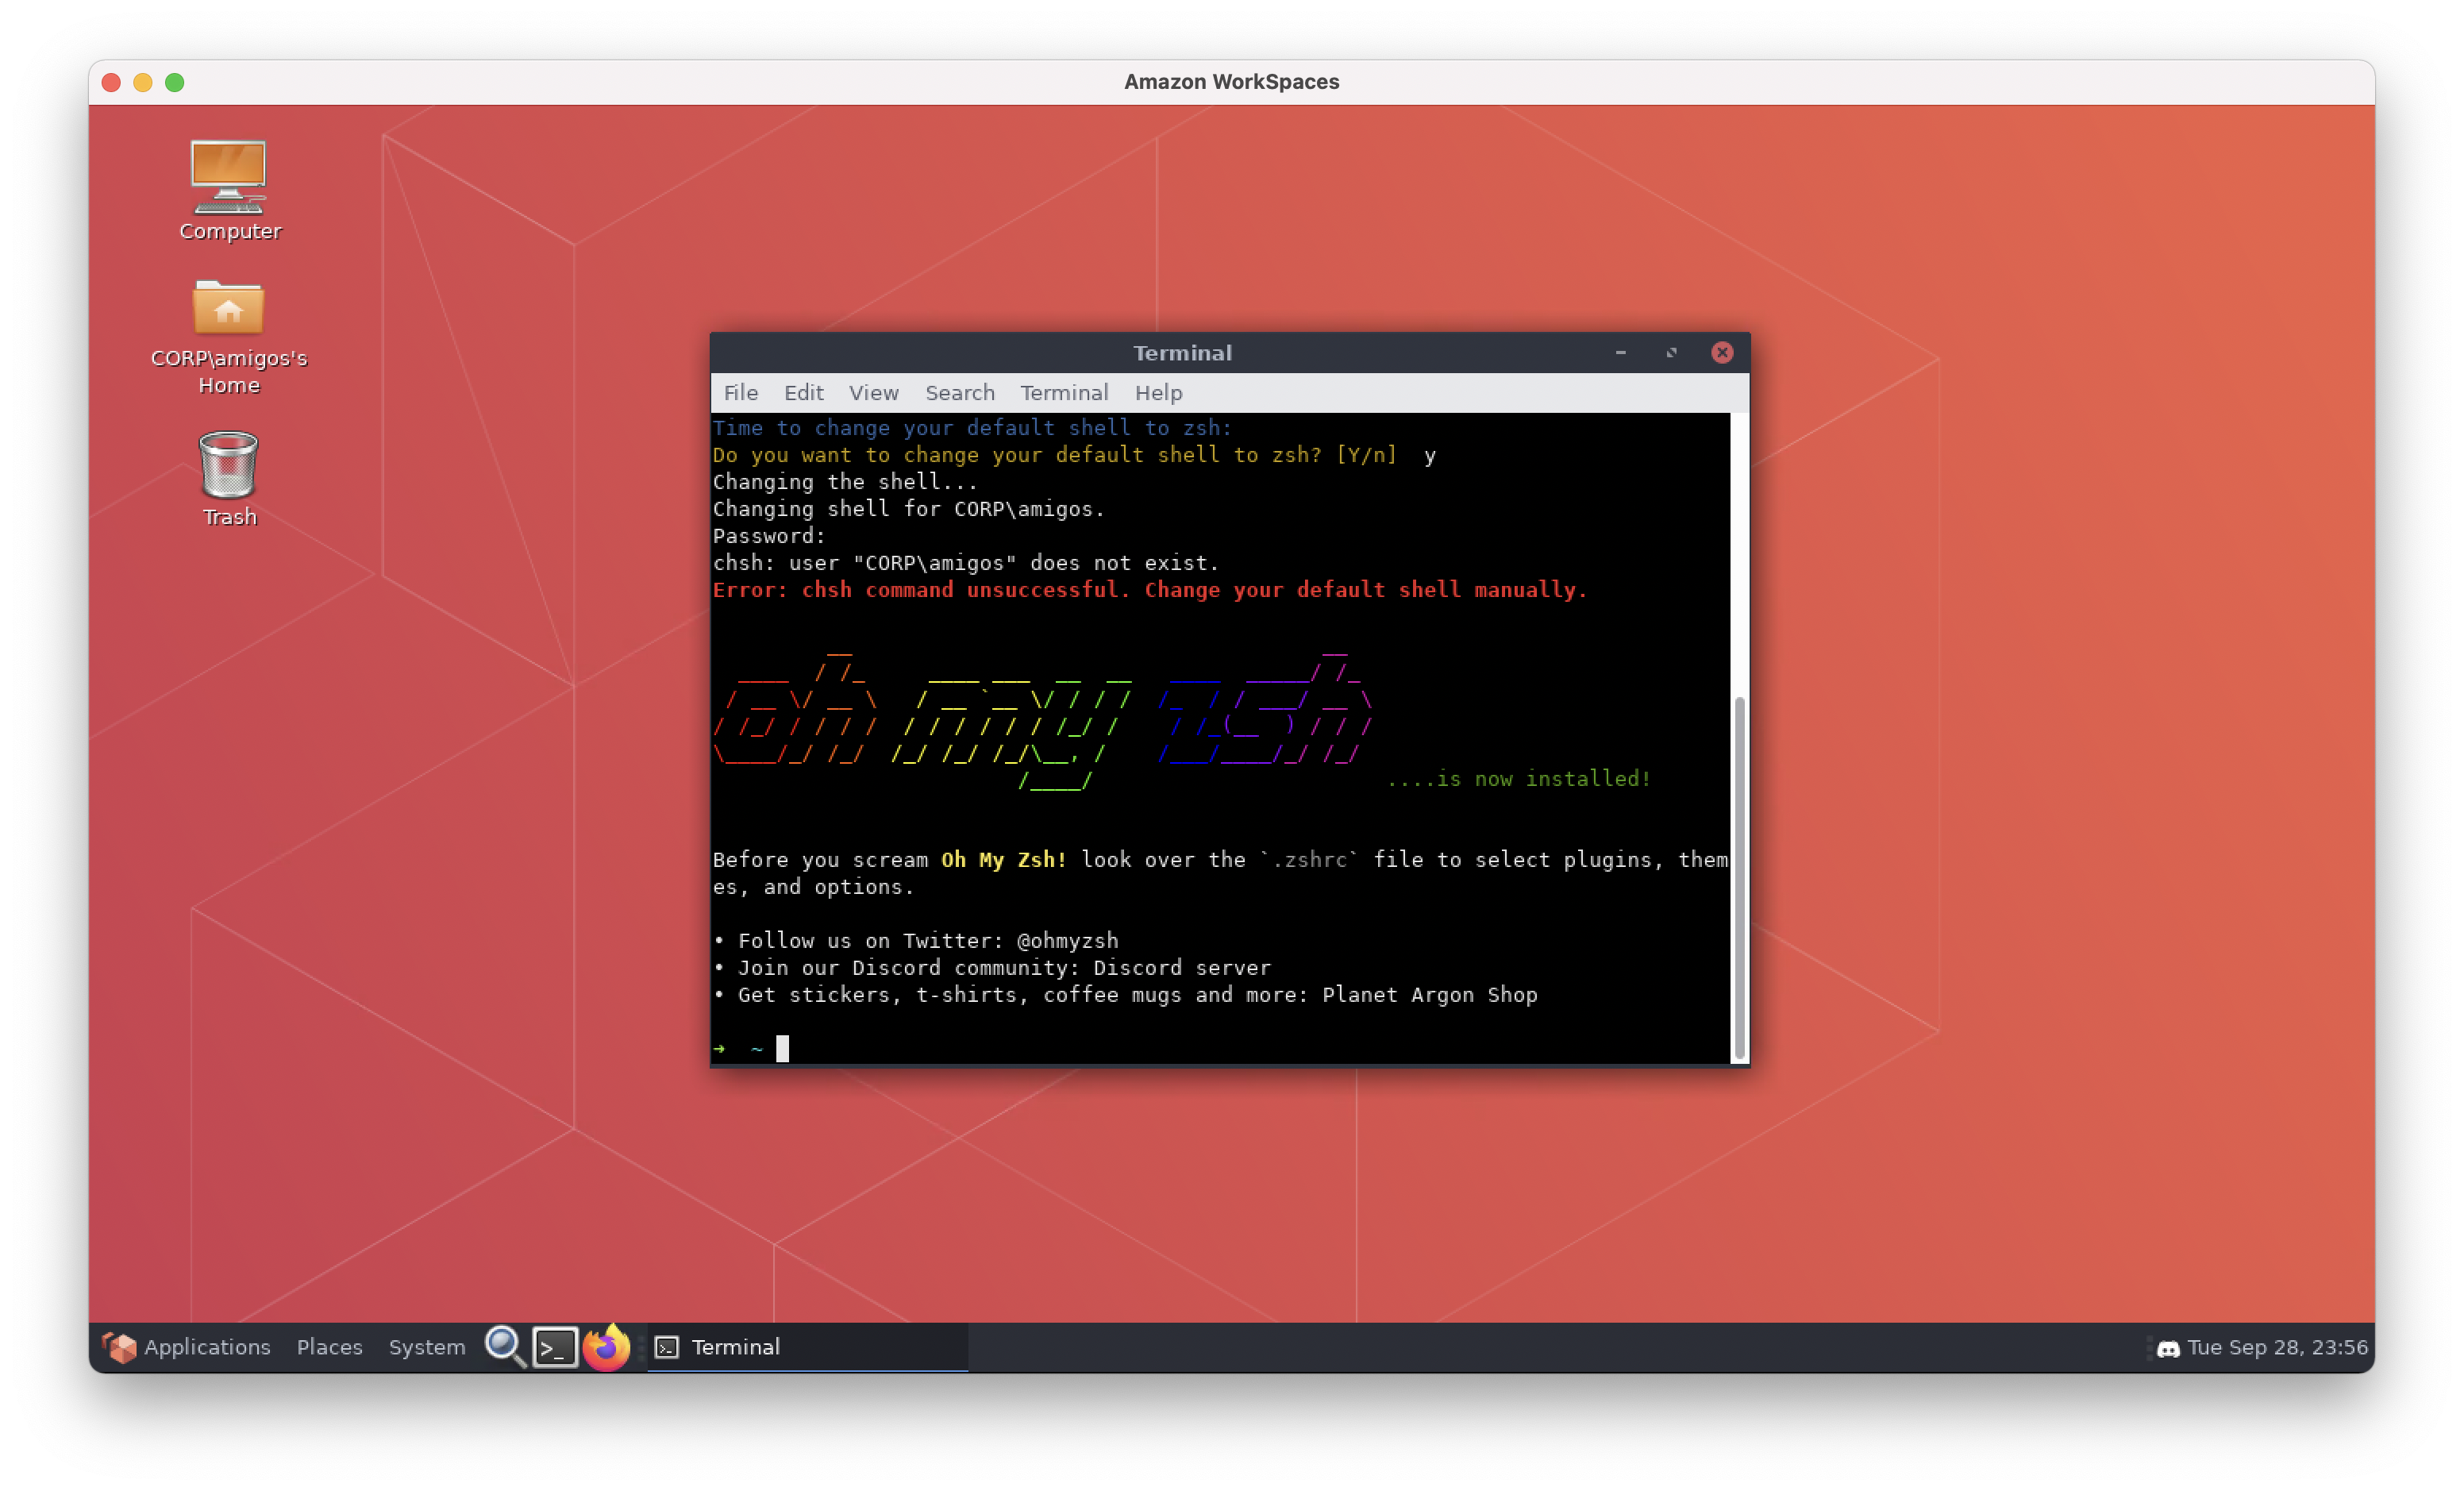 Amazon WorkSpaces
Computer
CORP\amigos's
Home
Trash
Terminal
File Edit View Search Terminal Help
Time to change your default shell to zsh:
Do you want to change your default shell to zsh? [Y/n]  y
Changing the shell...
Changing shell for CORP\amigos.
Password:
chsh: user "CORP\amigos" does not exist.
Error: chsh command unsuccessful. Change your default shell manually.
oh my zsh
....is now installed!
Before you scream Oh My Zsh! look over the `.zshrc` file to select plugins, them
es, and options.
• Follow us on Twitter: @ohmyzsh
• Join our Discord community: Discord server
• Get stickers, t-shirts, coffee mugs and more: Planet Argon Shop
➜  ~
Applications Places System Terminal Tue Sep 28, 23:56